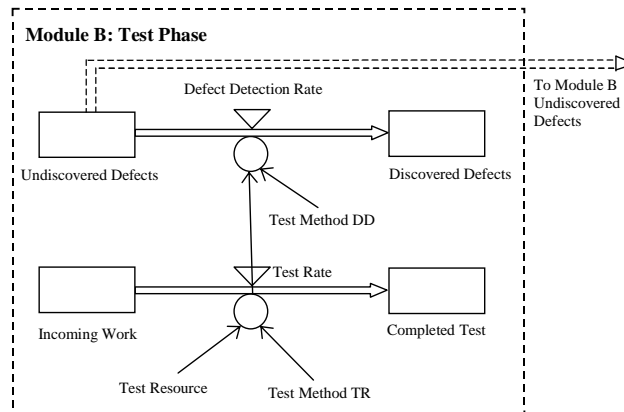 Module B: Test Phase
To Module B
Undiscovered
Defects
Defect Detection Rate
Undiscovered Defects
Discovered Defects
Test Method DD
Test Rate
Incoming Work
Completed Test
Test Resource
Test Method TR